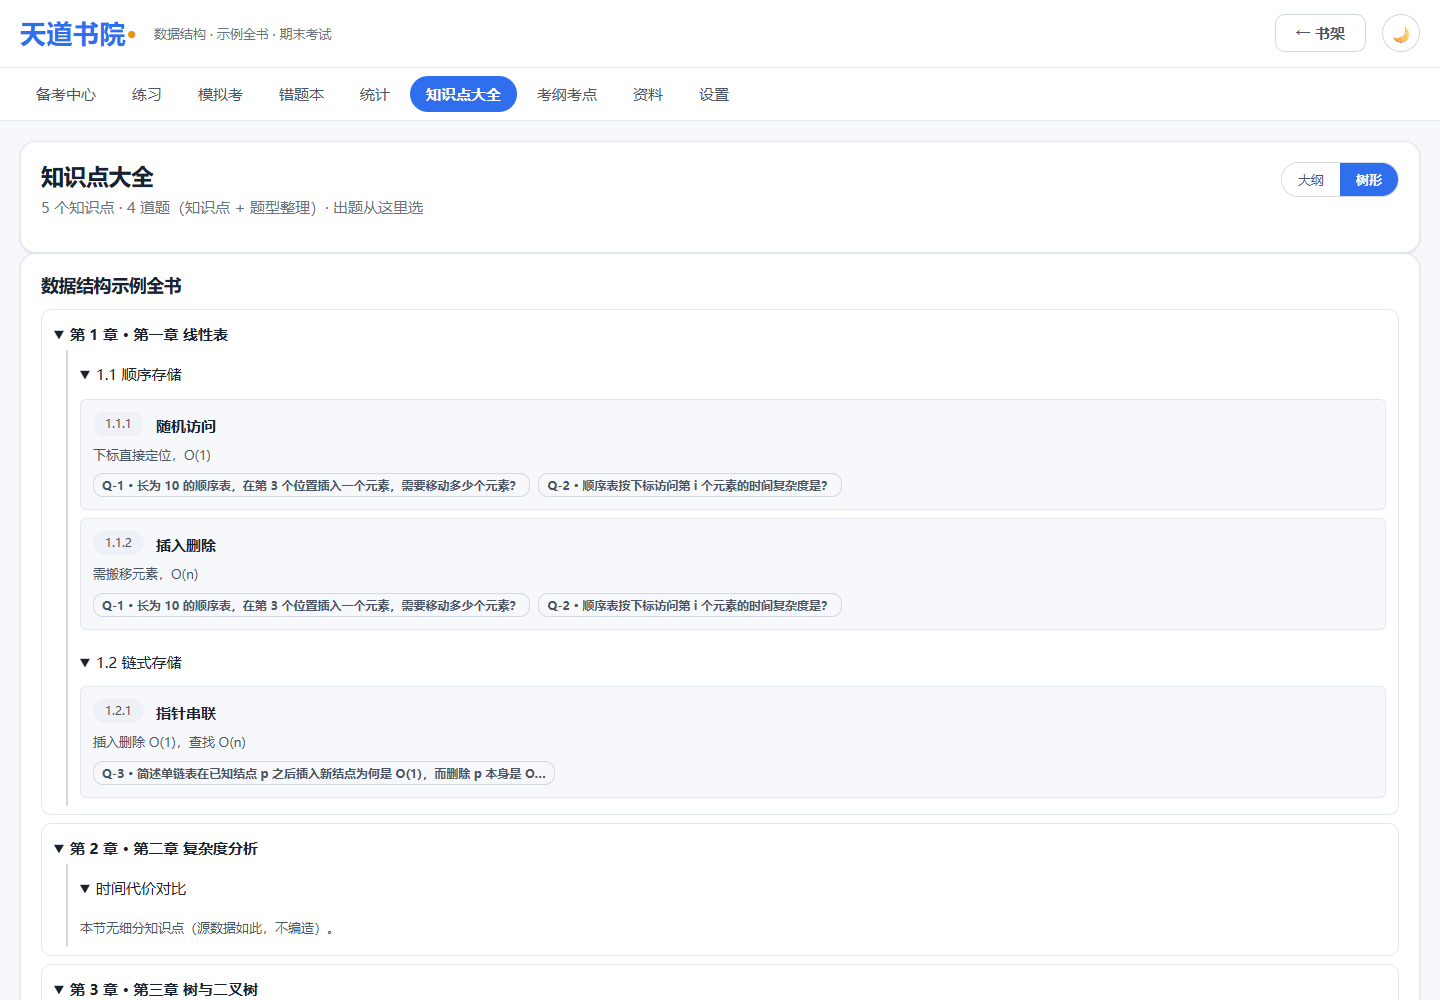 天道书院
数据结构 · 示例全书 · 期末考试
← 书架
备考中心 练习 模拟考 错题本 统计 知识点大全 考纲考点 资料 设置
知识点大全
大纲 树形
5 个知识点 · 4 道题（知识点 + 题型整理）· 出题从这里选
数据结构示例全书
▼ 第 1 章 • 第一章 线性表
▼ 1.1 顺序存储
1.1.1 随机访问
下标直接定位，O(1)
Q-1 • 长为 10 的顺序表，在第 3 个位置插入一个元素，需要移动多少个元素？ Q-2 • 顺序表按下标访问第 i 个元素的时间复杂度是？
1.1.2 插入删除
需搬移元素，O(n)
Q-1 • 长为 10 的顺序表，在第 3 个位置插入一个元素，需要移动多少个元素？ Q-2 • 顺序表按下标访问第 i 个元素的时间复杂度是？
▼ 1.2 链式存储
1.2.1 指针串联
插入删除 O(1)，查找 O(n)
Q-3 • 简述单链表在已知结点 p 之后插入新结点为何是 O(1)，而删除 p 本身是 O...
▼ 第 2 章 • 第二章 复杂度分析
▼ 时间代价对比
本节无细分知识点（源数据如此，不编造）。
▼ 第 3 章 • 第三章 树与二叉树